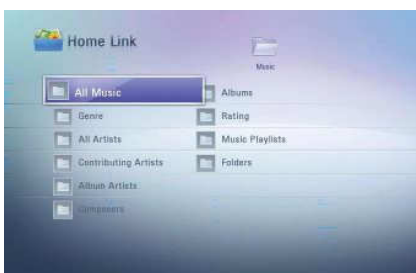 Home Link
Music
All Music
Genre
All Artists
Contributing Artists
Album Artists
Composers
Albums
Rating
Music Playlists
Folders